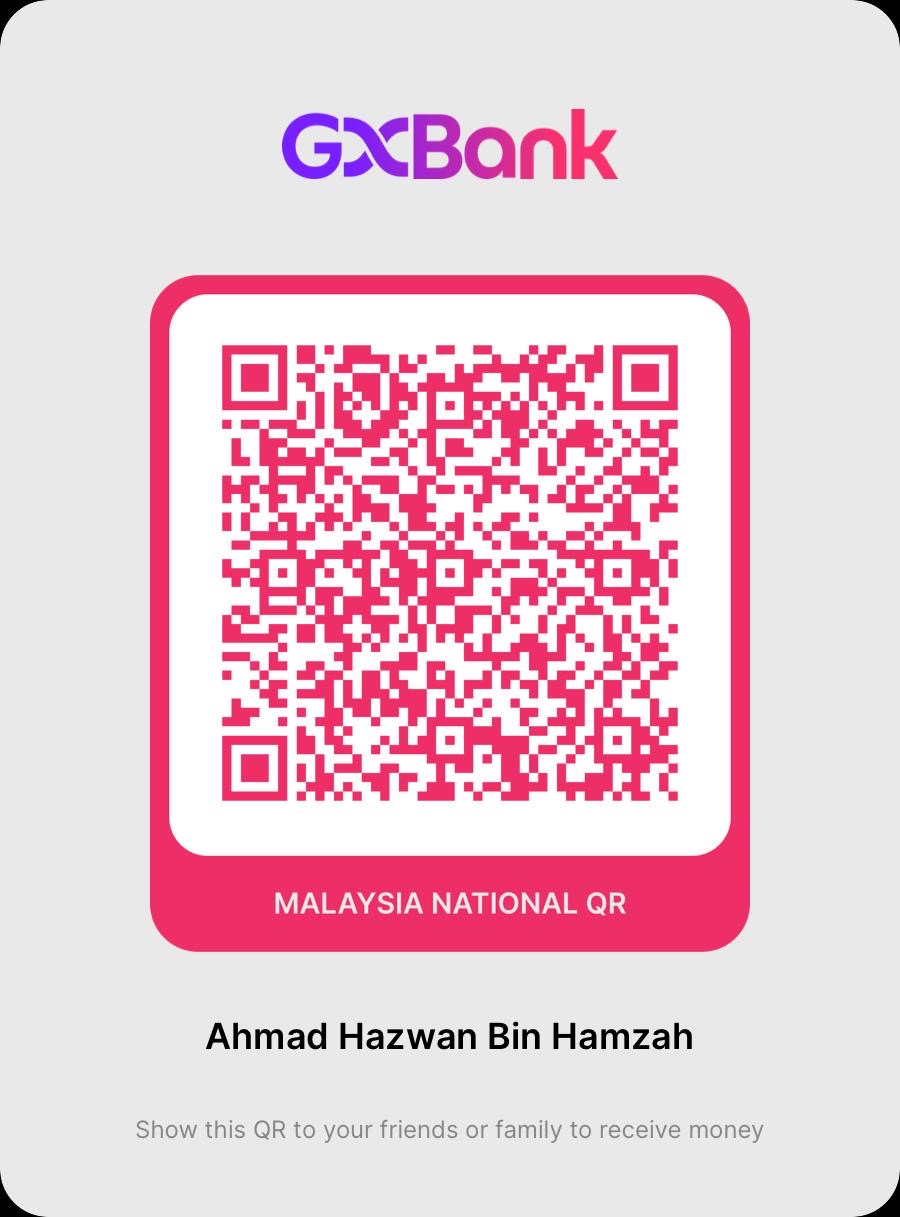 GXBank
MALAYSIA NATIONAL QR
Ahmad Hazwan Bin Hamzah
Show this QR to your friends or family to receive money